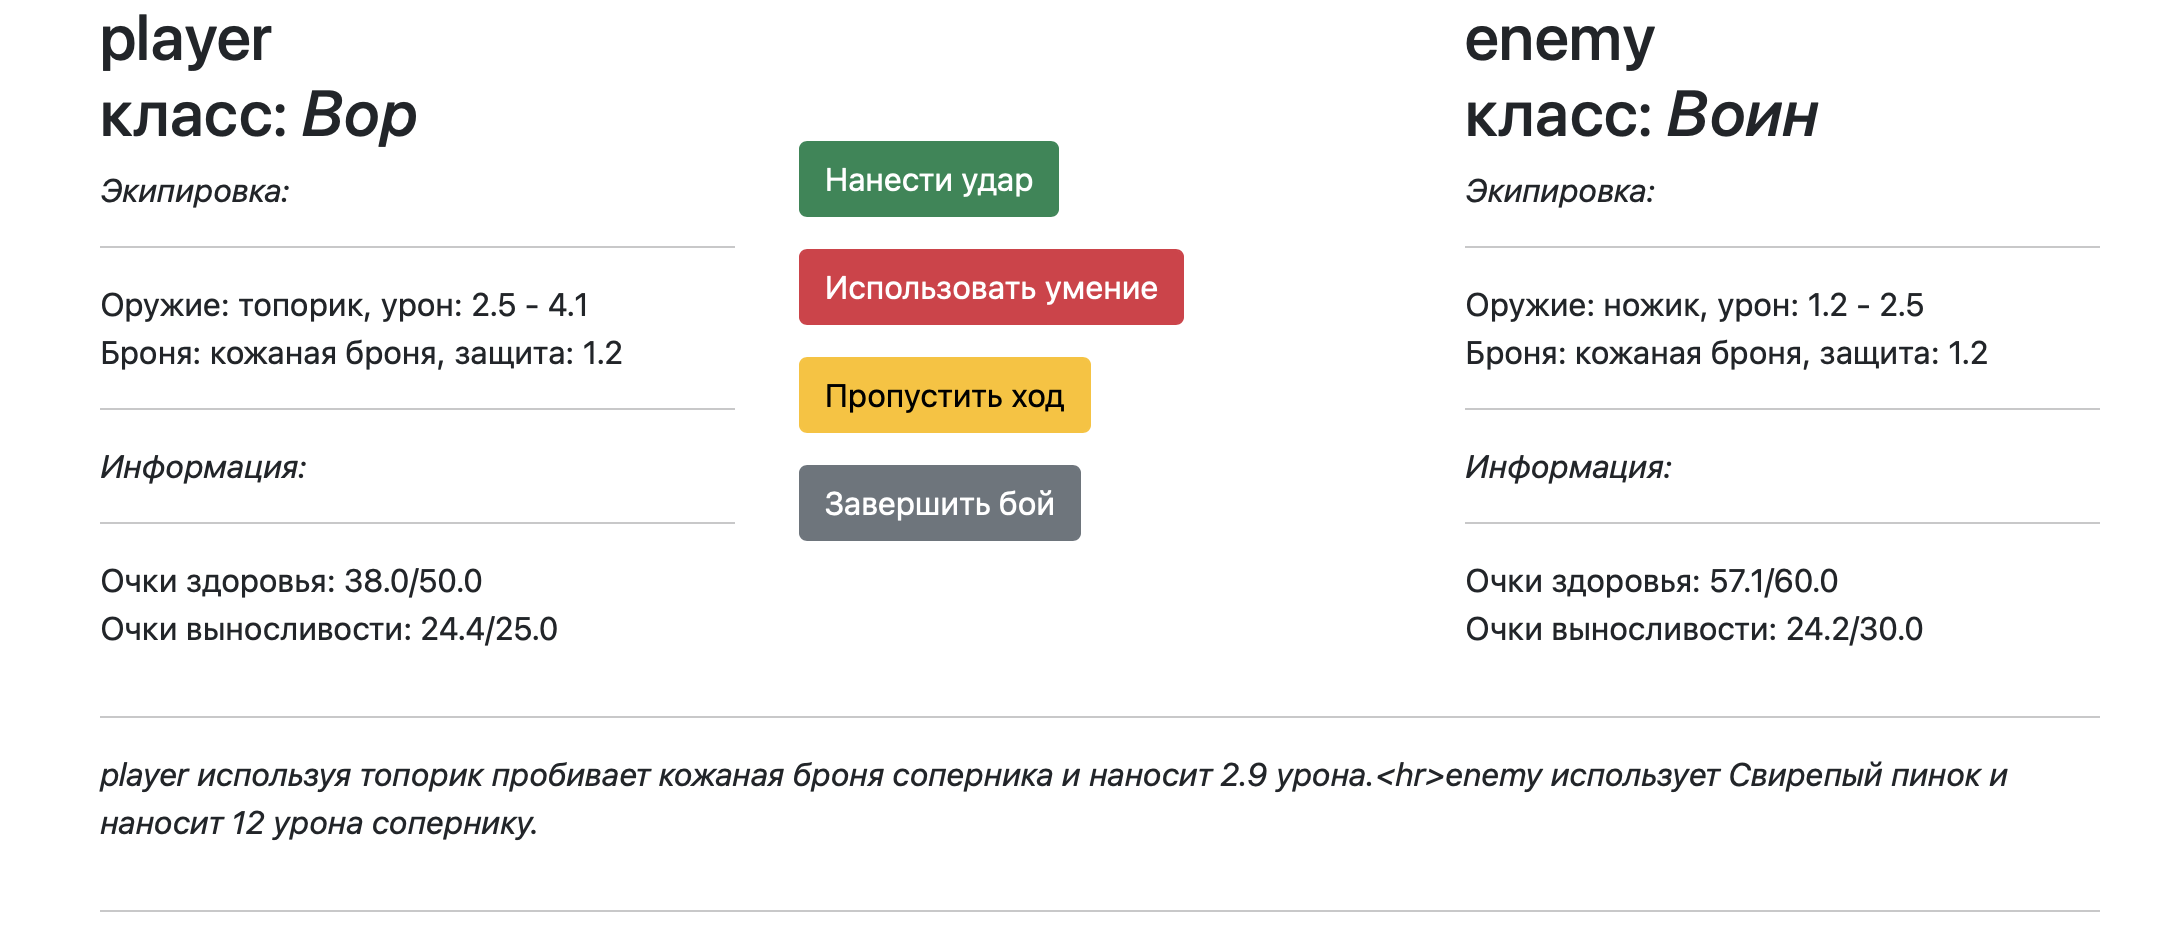 player
класс: Вор
Экипировка:
Оружие: топорик, урон: 2.5 - 4.1
Броня: кожаная броня, защита: 1.2
Информация:
Очки здоровья: 38.0/50.0
Очки выносливости: 24.4/25.0
Нанести удар
Использовать умение
Пропустить ход
Завершить бой
enemy
класс: Воин
Экипировка:
Оружие: ножик, урон: 1.2 - 2.5
Броня: кожаная броня, защита: 1.2
Информация:
Очки здоровья: 57.1/60.0
Очки выносливости: 24.2/30.0
player используя топорик пробивает кожаная броня соперника и наносит 2.9 урона.<hr>enemy использует Свирепый пинок и
наносит 12 урона сопернику.